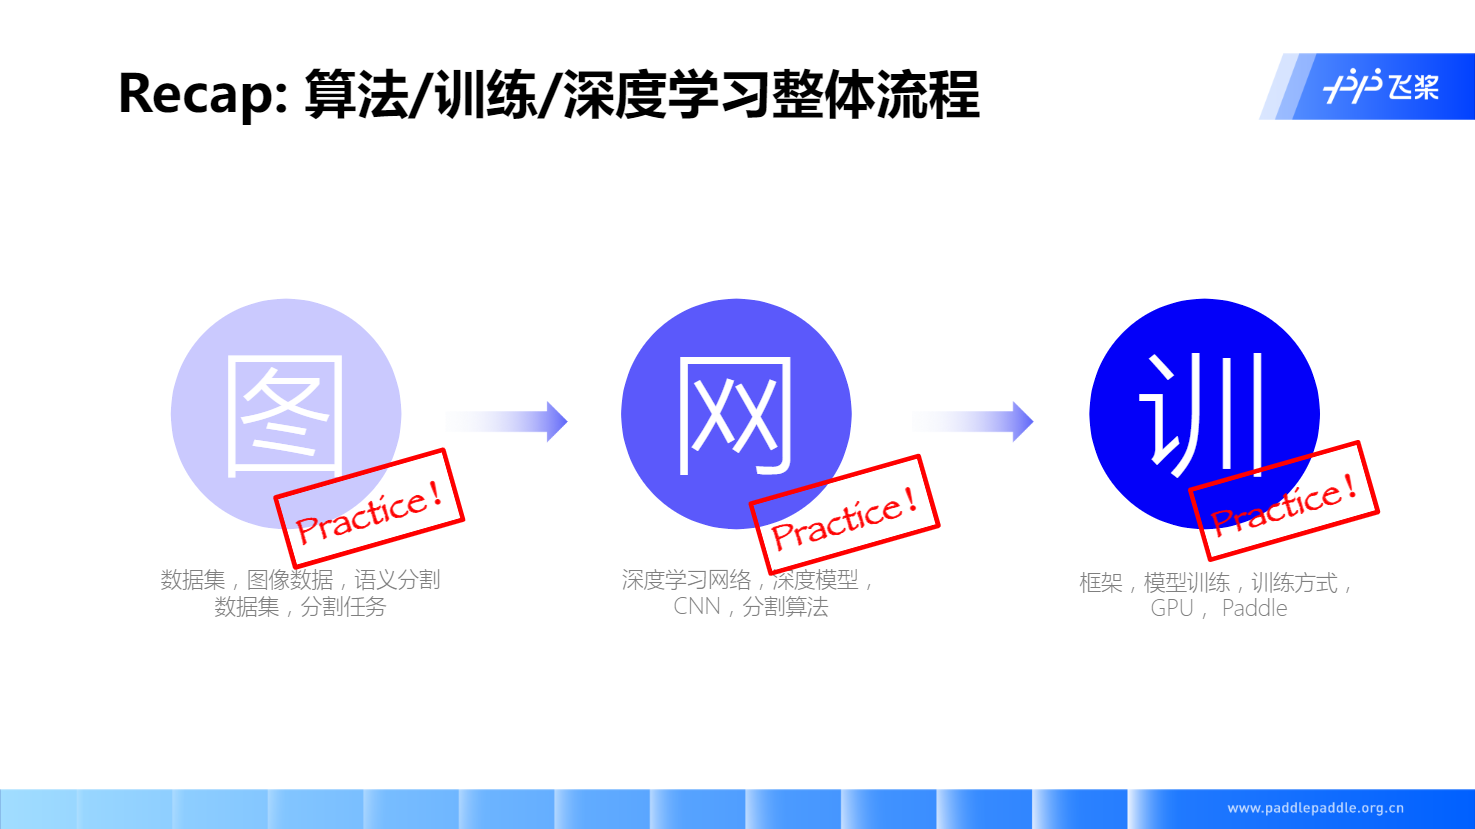 Recap: 算法/训练/深度学习整体流程
飞桨
图
网
训
Practice!
Practice!
Practice!
数据集，图像数据，语义分割
数据集，分割任务
深度学习网络，深度模型，
CNN，分割算法
框架，模型训练，训练方式，
GPU， Paddle
www.paddlepaddle.org.cn